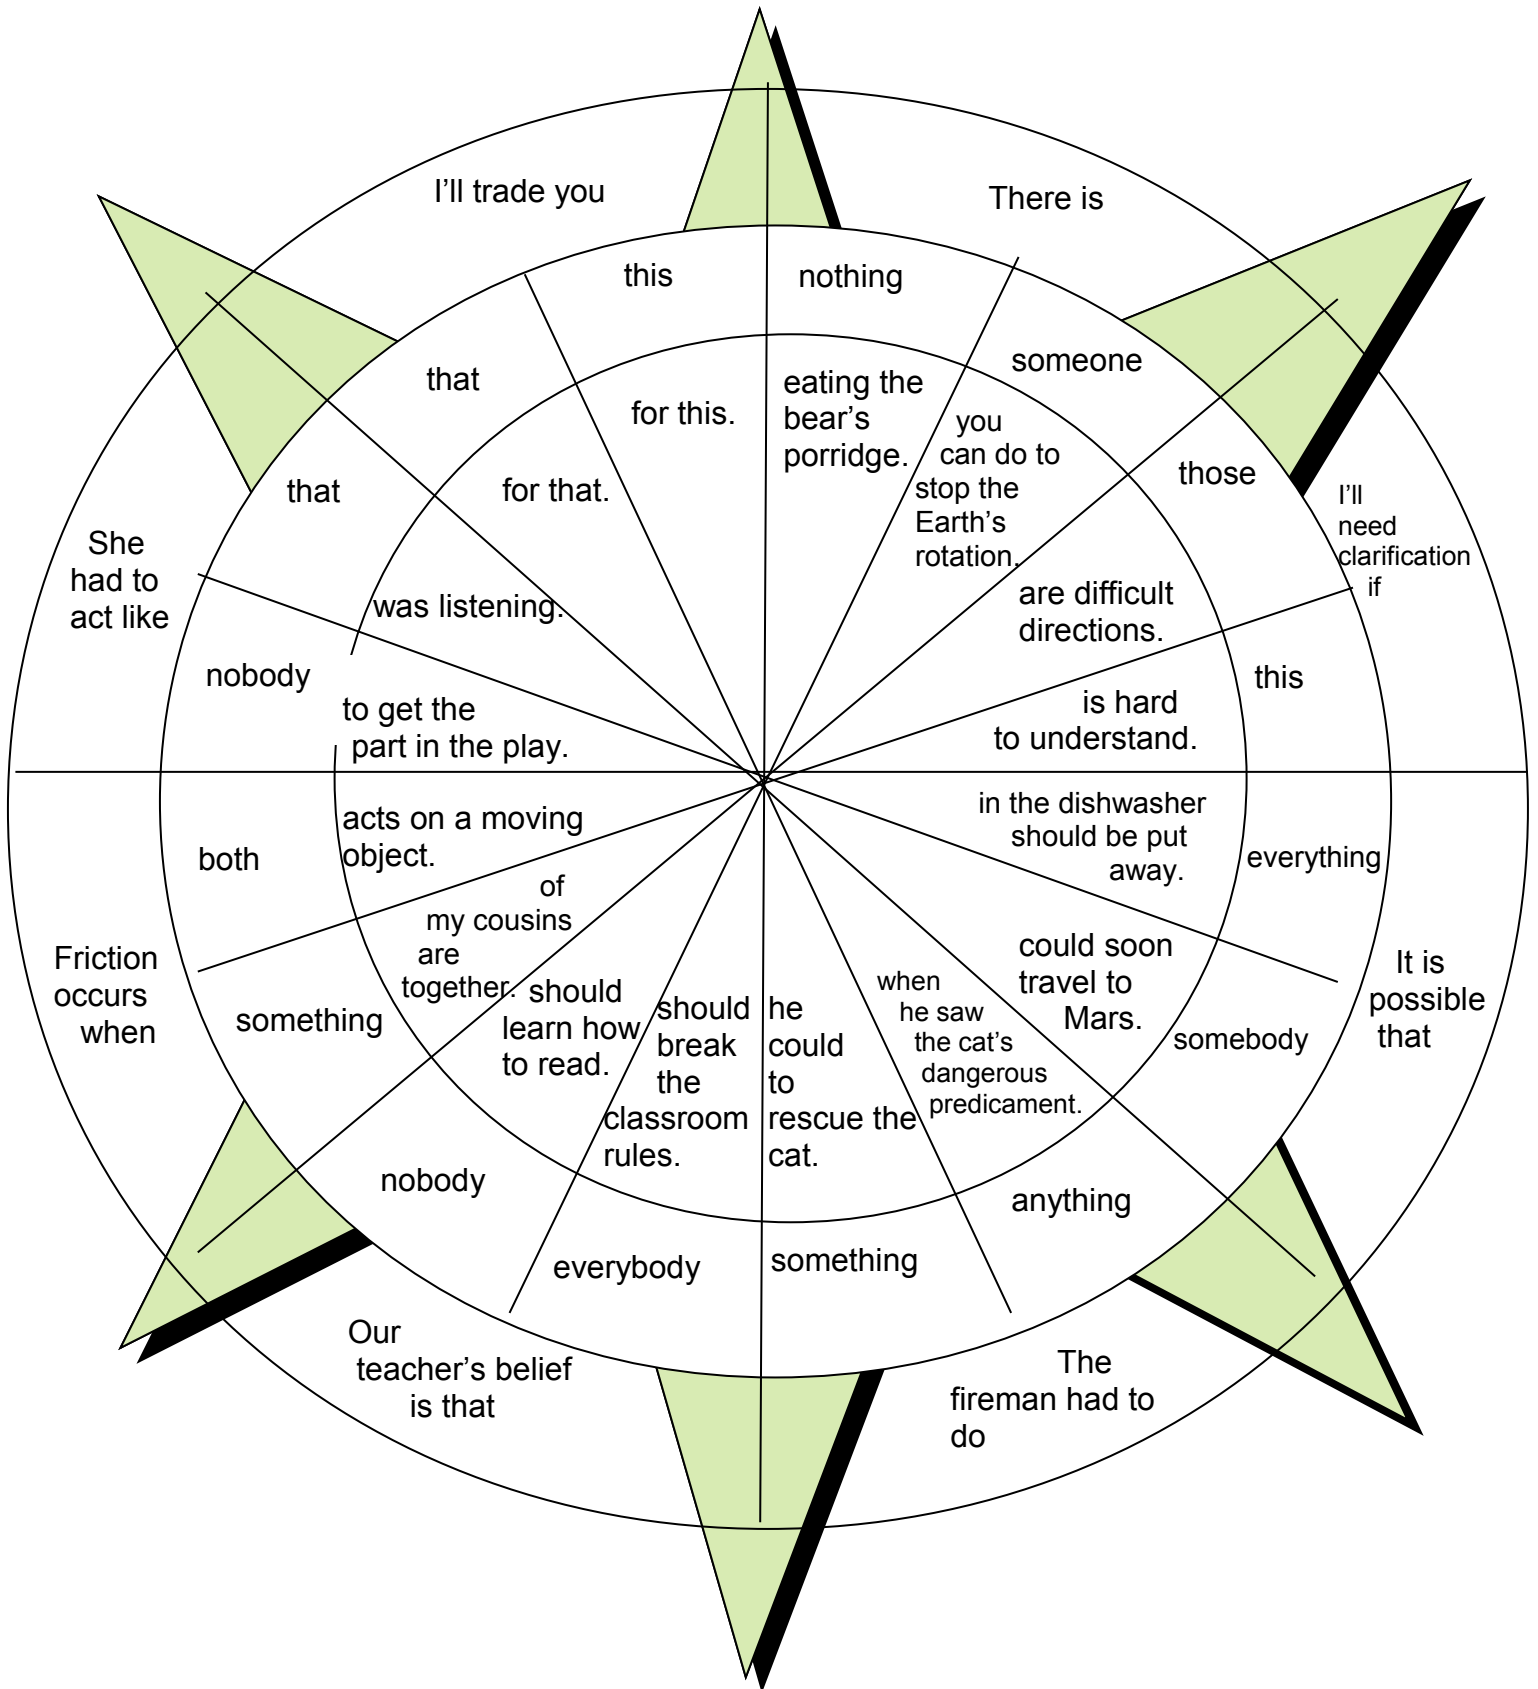 I’ll trade you
There is
this
nothing
that
someone
that
those
for this.
eating the
bear’s
porridge.
you
can do to
stop the
Earth’s
rotation.
for that.
I’ll
need
clarification
if
She
had to
act like
was listening.
are difficult
directions.
nobody
this
to get the
part in the play.
is hard
to understand.
both
acts on a moving
object.
in the dishwasher
should be put
away.
everything
of
my cousins
are
together.
could soon
travel to
Mars.
Friction
occurs
when
It is
possible
that
something
somebody
should
learn how
to read.
should
break
the
classroom
rules.
he
could
to
rescue the
cat.
when
he saw
the cat’s
dangerous
predicament.
nobody
anything
everybody
something
Our
teacher’s belief
is that
The
fireman had to
do